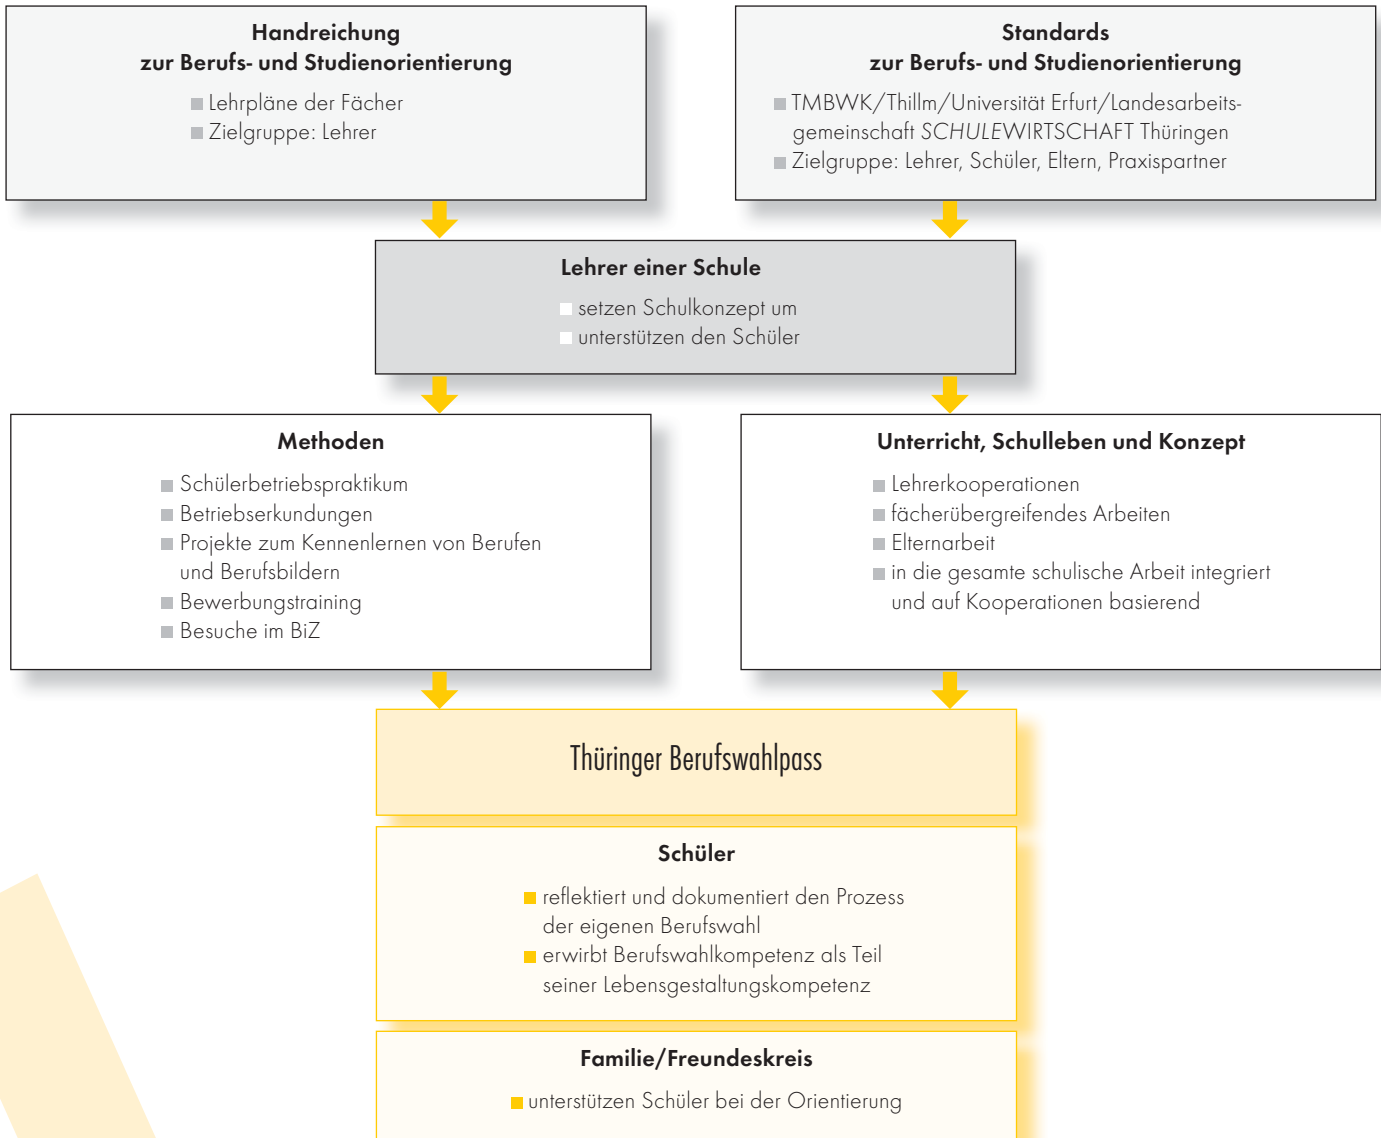 Handreichung
zur Berufs- und Studienorientierung
Lehrpläne der Fächer
Zielgruppe: Lehrer
Standards
zur Berufs- und Studienorientierung
TMBWK/Thillm/Universität Erfurt/Landesarbeits-
gemeinschaft SCHULEWIRTSCHAFT Thüringen
Zielgruppe: Lehrer, Schüler, Eltern, Praxispartner
Lehrer einer Schule
setzen Schulkonzept um
unterstützen den Schüler
Methoden
Schülerbetriebspraktikum
Betriebserkundungen
Projekte zum Kennenlernen von Berufen
und Berufsbildern
Bewerbungstraining
Besuche im BiZ
Unterricht, Schulleben und Konzept
Lehrerkooperationen
fächerübergreifendes Arbeiten
Elternarbeit
in die gesamte schulische Arbeit integriert
und auf Kooperationen basierend
Thüringer Berufswahlpass
Schüler
reflektiert und dokumentiert den Prozess
der eigenen Berufswahl
erwirbt Berufswahlkompetenz als Teil
seiner Lebensgestaltungskompetenz
Familie/Freundeskreis
unterstützen Schüler bei der Orientierung